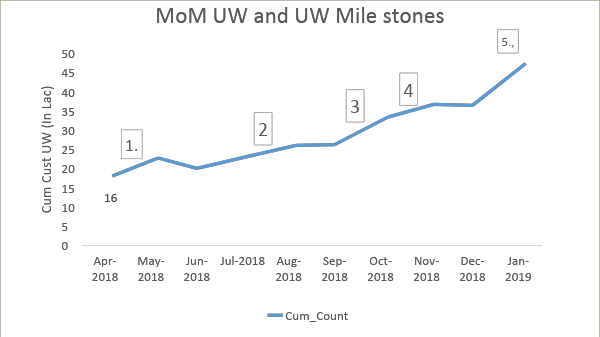 MoM UW and UW Mile stones
Cum Cust UW (In Lac)
50
45
40
35
30
25
20
15
10
5
0
1.
2
3
4
5.,
16
Apr-
2018
May-
2018
Jun-
2018
Jul-2018
Aug-
2018
Sep-
2018
Oct-
2018
Nov-
2018
Dec-
2018
Jan-
2019
Cum_Count